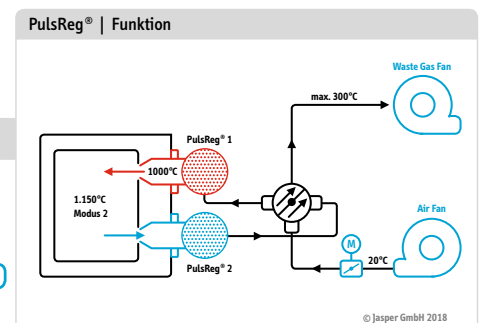 PulsReg® | Funktion
Waste Gas Fan
max. 300°C
PulsReg® 1
1000°C
1.150°C
Modus 2
Air Fan
M
20°C
PulsReg® 2
© Jasper GmbH 2018